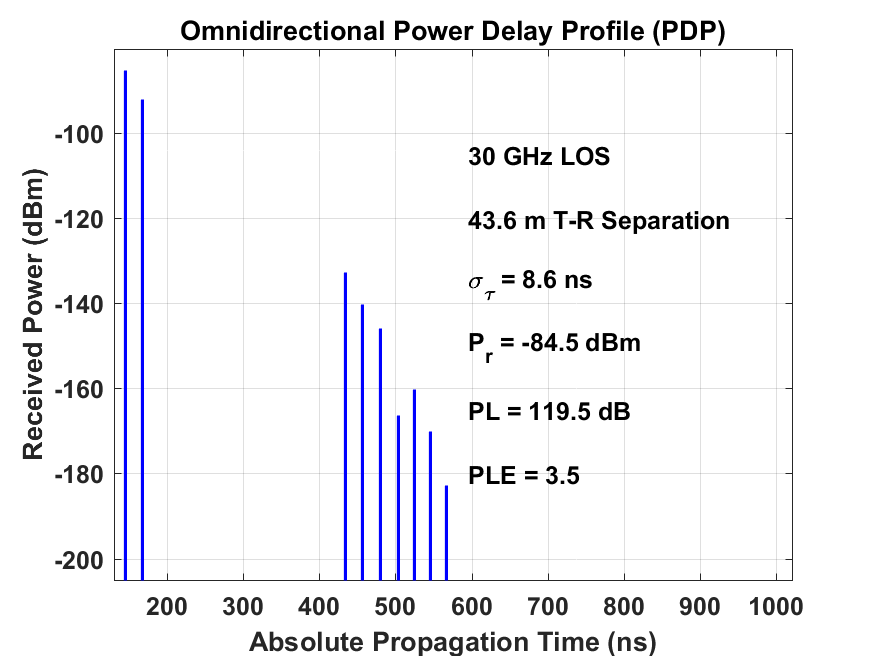 Omnidirectional Power Delay Profile (PDP)
Received Power (dBm)
-100
-120
-140
-160
-180
-200
30 GHz LOS
43.6 m T-R Separation
σ_τ = 8.6 ns
P_r = -84.5 dBm
PL = 119.5 dB
PLE = 3.5
200 300 400 500 600 700 800 900 1000
Absolute Propagation Time (ns)